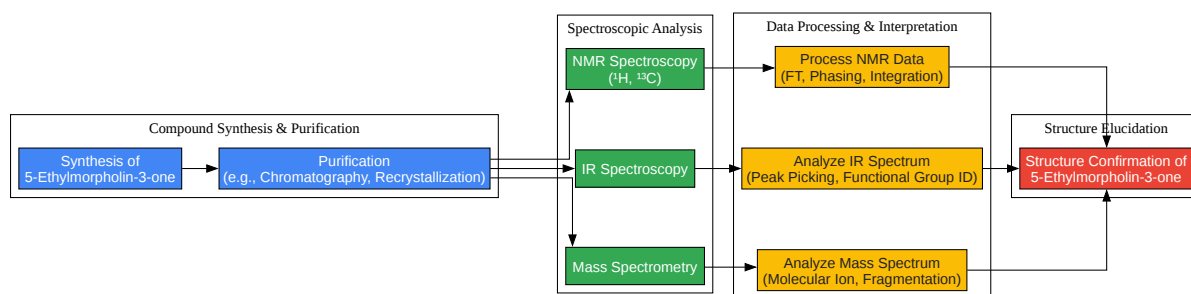 Compound Synthesis & Purification
Synthesis of
5-Ethylmorpholin-3-one
Purification
(e.g., Chromatography, Recrystallization)
Spectroscopic Analysis
NMR Spectroscopy
(¹H, ¹³C)
IR Spectroscopy
Mass Spectrometry
Data Processing & Interpretation
Process NMR Data
(FT, Phasing, Integration)
Analyze IR Spectrum
(Peak Picking, Functional Group ID)
Analyze Mass Spectrum
(Molecular Ion, Fragmentation)
Structure Elucidation
Structure Confirmation of
5-Ethylmorpholin-3-one